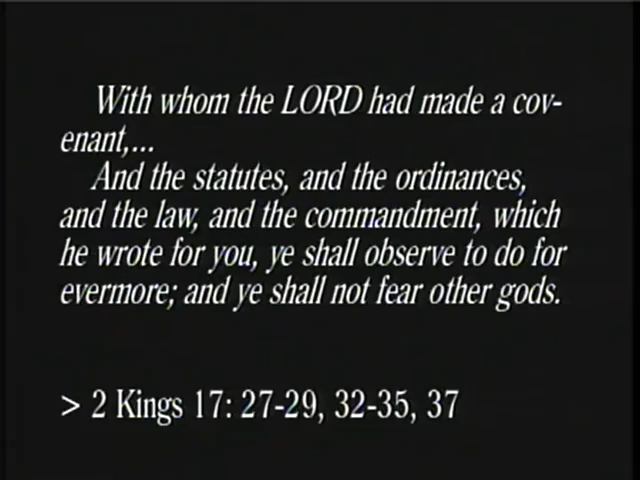 With whom the LORD had made a cov-
enant,...
And the statutes, and the ordinances,
and the law, and the commandment, which
he wrote for you, ye shall observe to do for
evermore; and ye shall not fear other gods.
> 2 Kings 17: 27-29, 32-35, 37